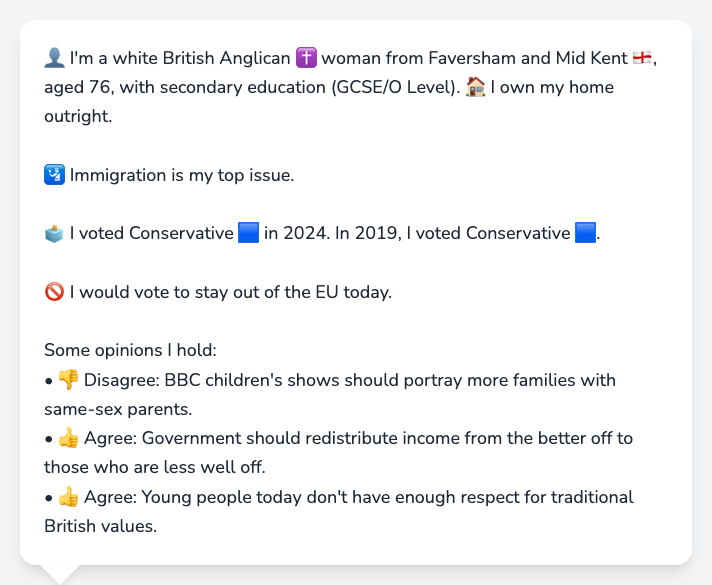 👤 I'm a white British Anglican ✝️ woman from Faversham and Mid Kent 🏴󠁧󠁢󠁥󠁮󠁧󠁿,
aged 76, with secondary education (GCSE/O Level). 🏠 I own my home
outright.
🛂 Immigration is my top issue.
🗳️ I voted Conservative 🟦 in 2024. In 2019, I voted Conservative 🟦.
🚫 I would vote to stay out of the EU today.
Some opinions I hold:
• 👎 Disagree: BBC children's shows should portray more families with
same-sex parents.
• 👍 Agree: Government should redistribute income from the better off to
those who are less well off.
• 👍 Agree: Young people today don't have enough respect for traditional
British values.